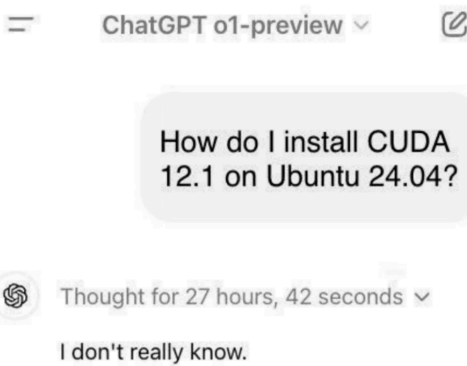 ChatGPT o1-preview
How do I install CUDA
12.1 on Ubuntu 24.04?
Thought for 27 hours, 42 seconds
I don't really know.